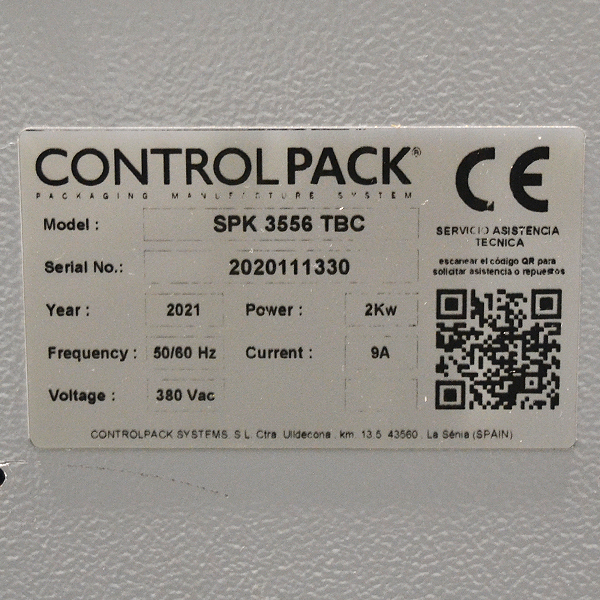 CONTROLPACK®
PACKAGING MANUFACTURE SYSTEM
Model : SPK 3556 TBC
Serial No.: 2020111330
Year : 2021 Power : 2Kw
Frequency : 50/60 Hz Current : 9A
Voltage : 380 Vac
CE
SERVICIO ASISTENCIA
TECNICA
escanear el código QR para
solicitar asistencia o repuestos
CONTROLPACK SYSTEMS, S.L. Ctra. Ulldecona, km. 13.5 43560 . La Sénia (SPAIN)